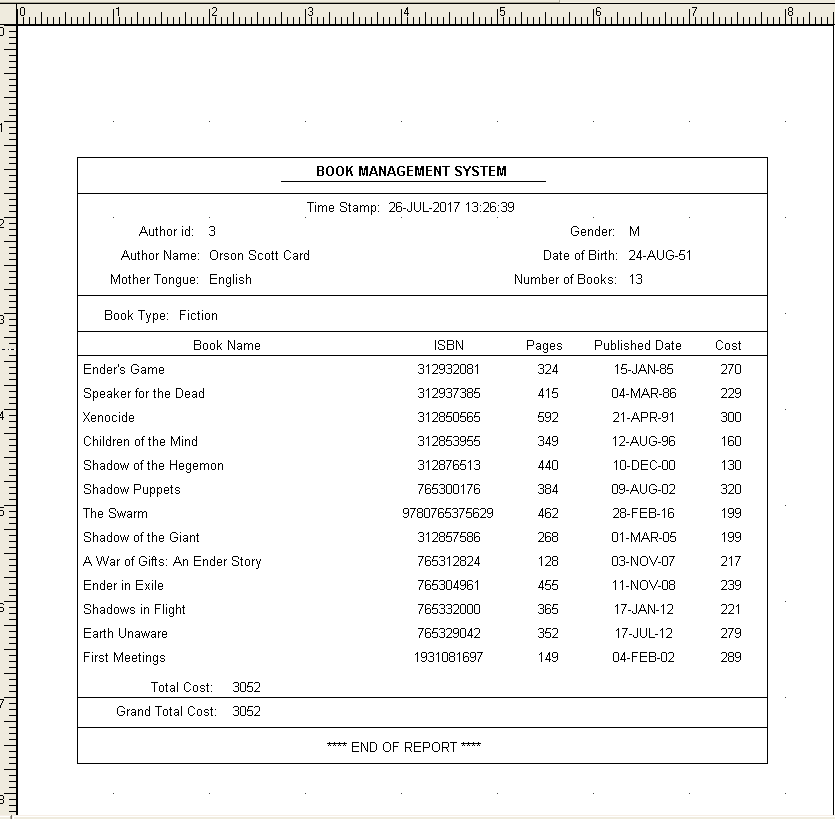 0 1 2 3 4 5 6 7 8
BOOK MANAGEMENT SYSTEM
Time Stamp: 26-JUL-2017 13:26:39
Author id: 3 Gender: M
Author Name: Orson Scott Card Date of Birth: 24-AUG-51
Mother Tongue: English Number of Books: 13
Book Type: Fiction
Book Name ISBN Pages Published Date Cost
Ender's Game 312932081 324 15-JAN-85 270
Speaker for the Dead 312937385 415 04-MAR-86 229
Xenocide 312850565 592 21-APR-91 300
Children of the Mind 312853955 349 12-AUG-96 160
Shadow of the Hegemon 312876513 440 10-DEC-00 130
Shadow Puppets 765300176 384 09-AUG-02 320
The Swarm 9780765375629 462 28-FEB-16 199
Shadow of the Giant 312857586 268 01-MAR-05 199
A War of Gifts: An Ender Story 765312824 128 03-NOV-07 217
Ender in Exile 765304961 455 11-NOV-08 239
Shadows in Flight 765332000 365 17-JAN-12 221
Earth Unaware 765329042 352 17-JUL-12 279
First Meetings 1931081697 149 04-FEB-02 289
Total Cost: 3052
Grand Total Cost: 3052
**** END OF REPORT ****
0
1
2
3
4
5
6
7
8